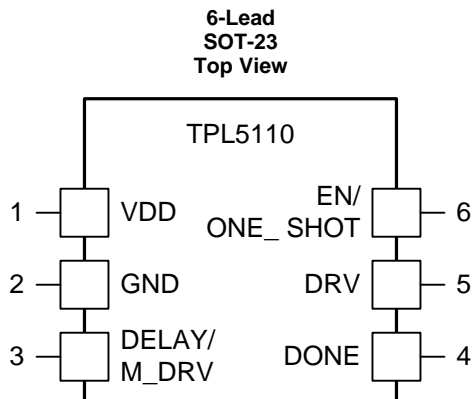 6-Lead
SOT-23
Top View
TPL5110
1 VDD EN/ ONE_ SHOT 6
2 GND DRV 5
3 DELAY/ M_DRV DONE 4